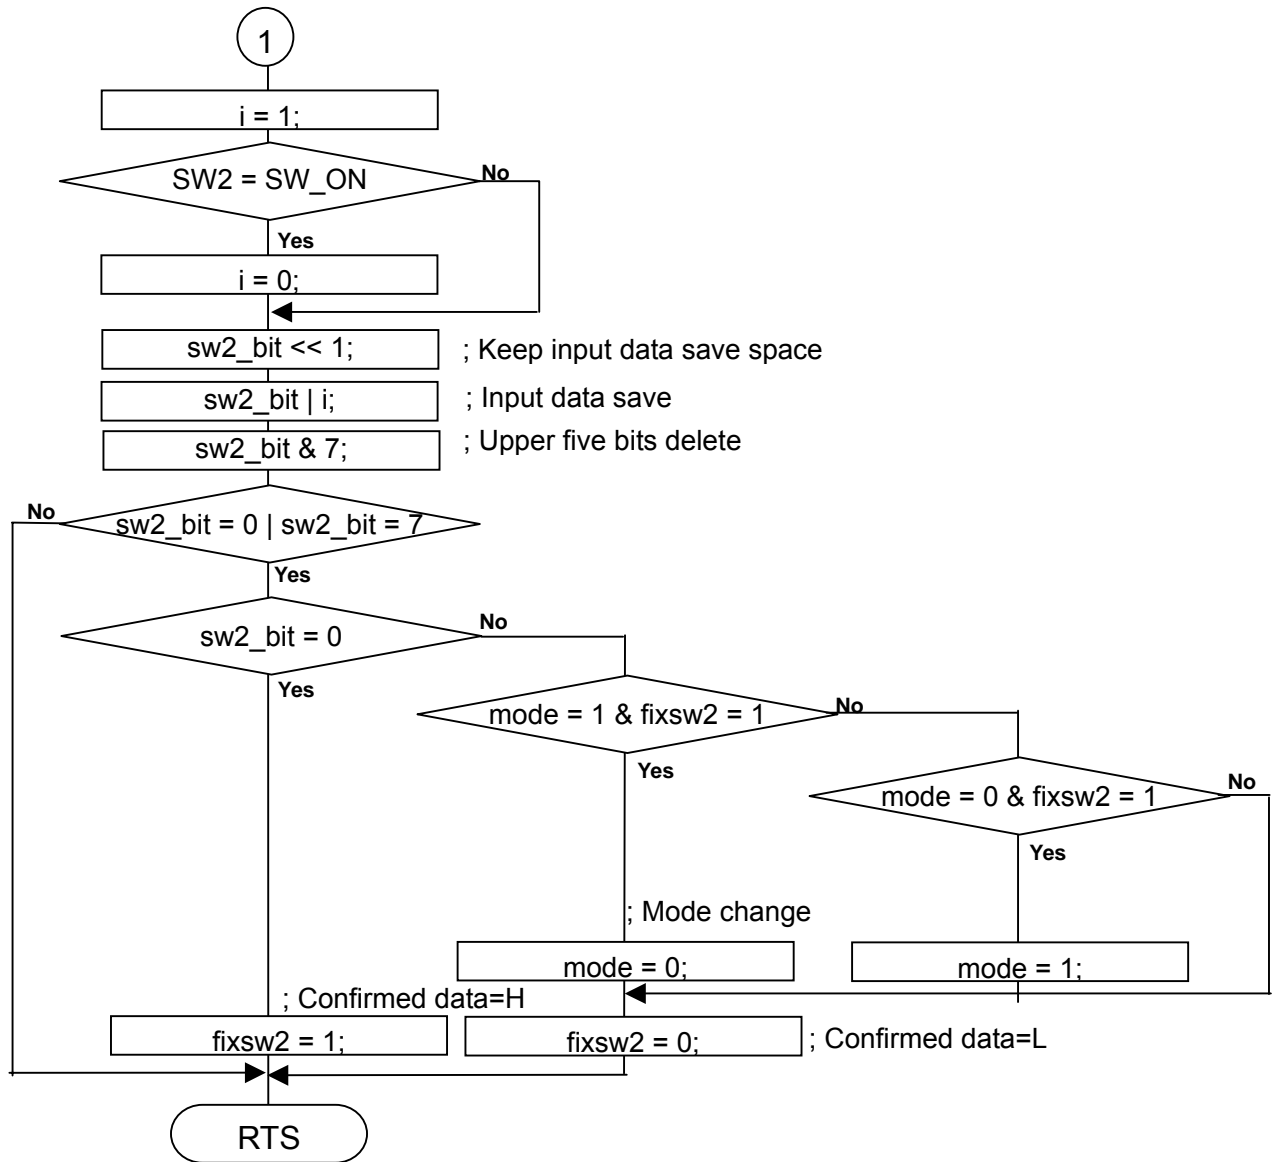 1
i = 1;
SW2 = SW_ON
No
Yes
i = 0;
sw2_bit << 1;
; Keep input data save space
sw2_bit | i;
; Input data save
sw2_bit & 7;
; Upper five bits delete
No
sw2_bit = 0 | sw2_bit = 7
Yes
sw2_bit = 0
No
Yes
mode = 1 & fixsw2 = 1
No
Yes
mode = 0 & fixsw2 = 1
No
Yes
; Mode change
mode = 0;
mode = 1;
; Confirmed data=H
fixsw2 = 1;
fixsw2 = 0;
; Confirmed data=L
RTS